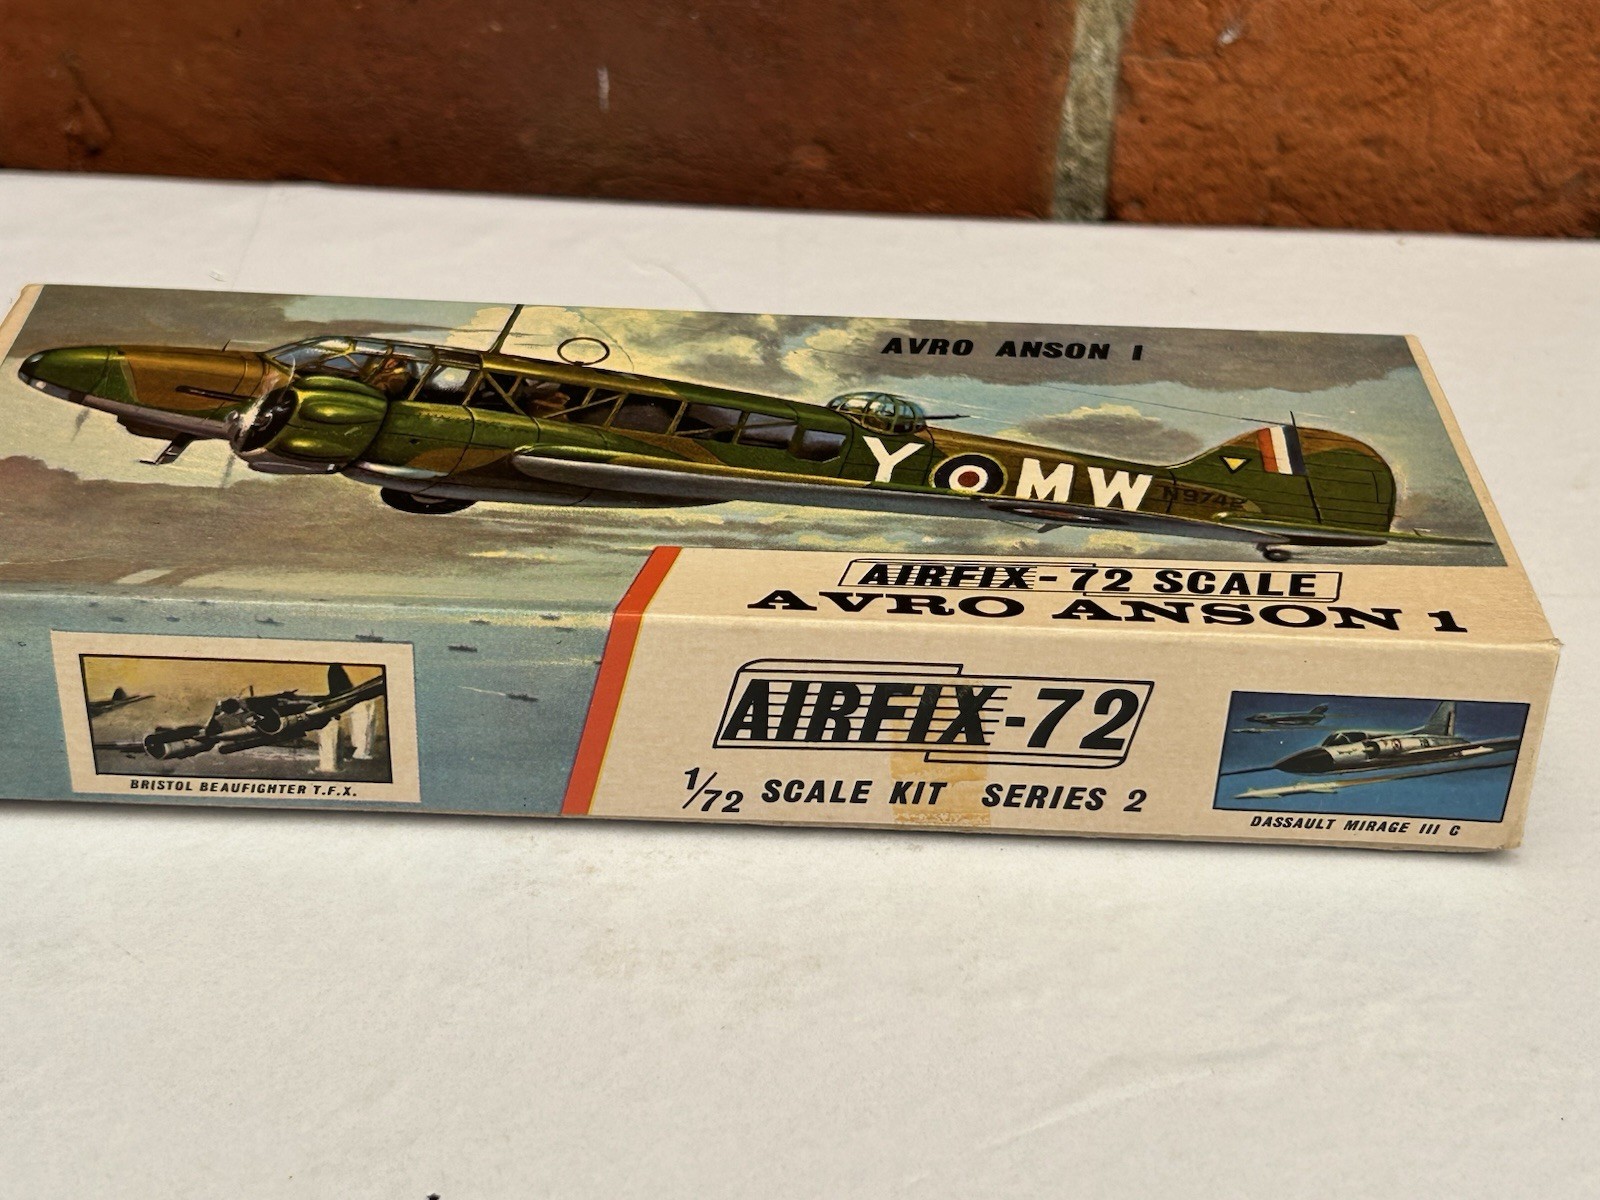 AVRO ANSON I
Y MW
N9742
AIRFIX-72 SCALE
AVRO ANSON 1
AIRFIX-72
1/72 SCALE KIT SERIES 2
BRISTOL BEAUFIGHTER T.F.X.
DASSAULT MIRAGE III C